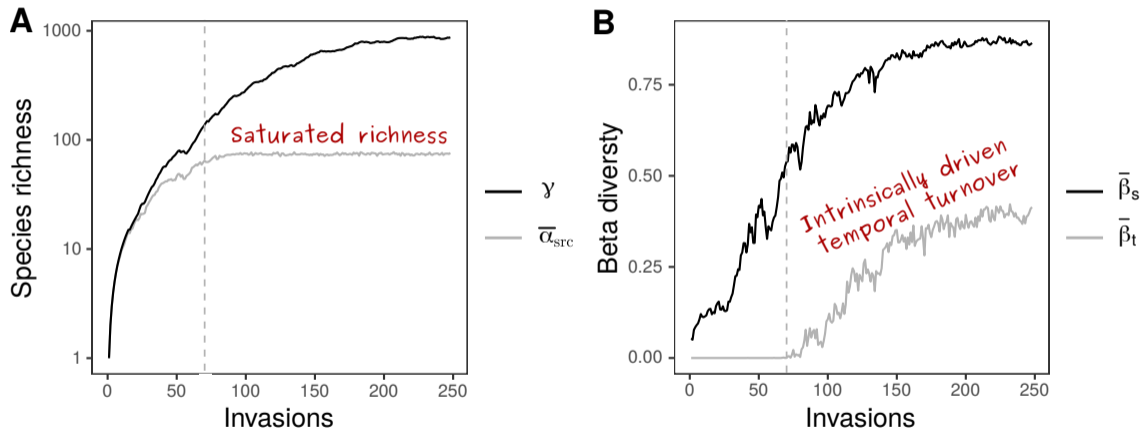 A
Species richness
1000
100
10
1
0
50
100
150
200
250
Invasions
Saturated richness
γ
ᾱsrc
B
Beta diversty
0.75
0.50
0.25
0.00
0
50
100
150
200
250
Invasions
Intrinsically driven
temporal turnover
β̄s
β̄t